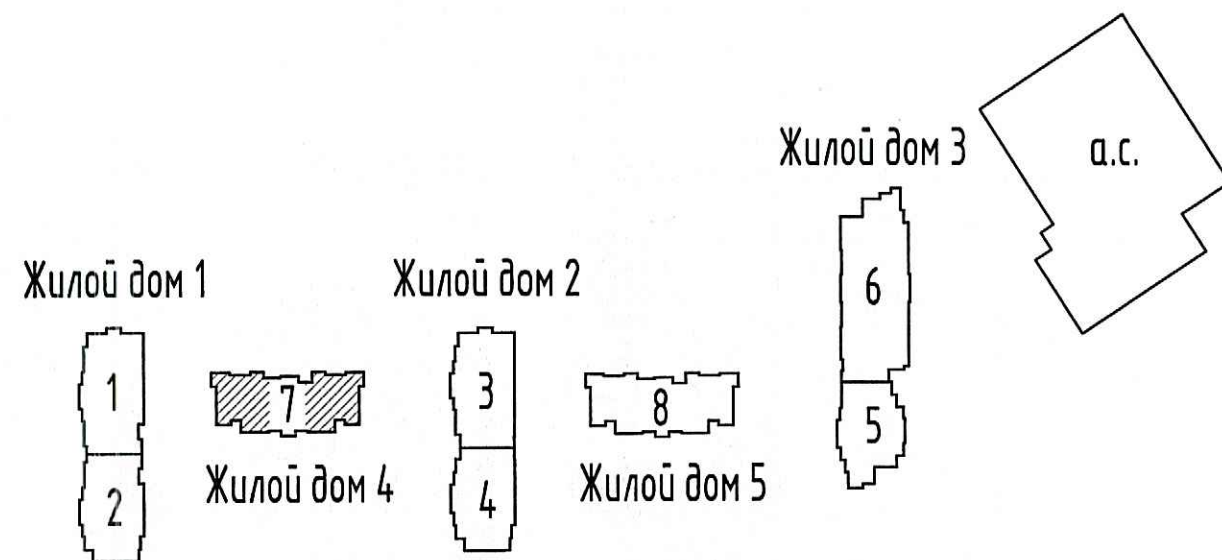 Жилой дом 3
а.с.
6
5
Жилой дом 1
1
2
7
Жилой дом 4
Жилой дом 2
3
4
8
Жилой дом 5